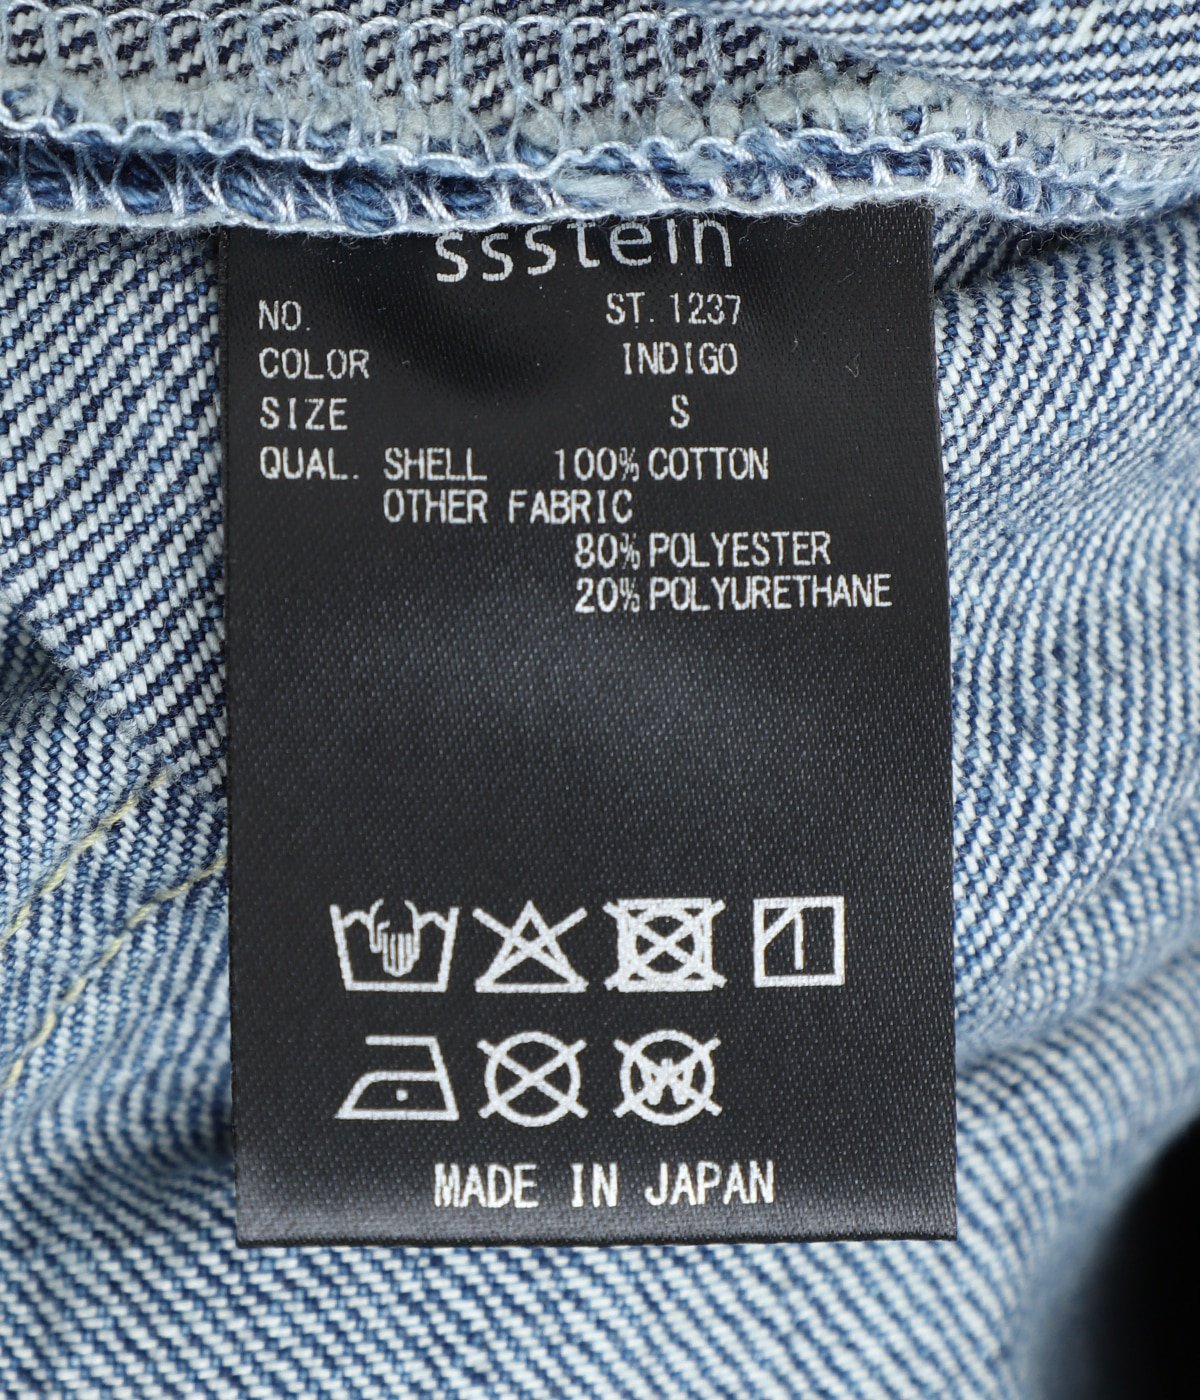 ssstein
NO. ST. 1237
COLOR INDIGO
SIZE S
QUAL. SHELL 100% COTTON
OTHER FABRIC
80% POLYESTER
20% POLYURETHANE
MADE IN JAPAN